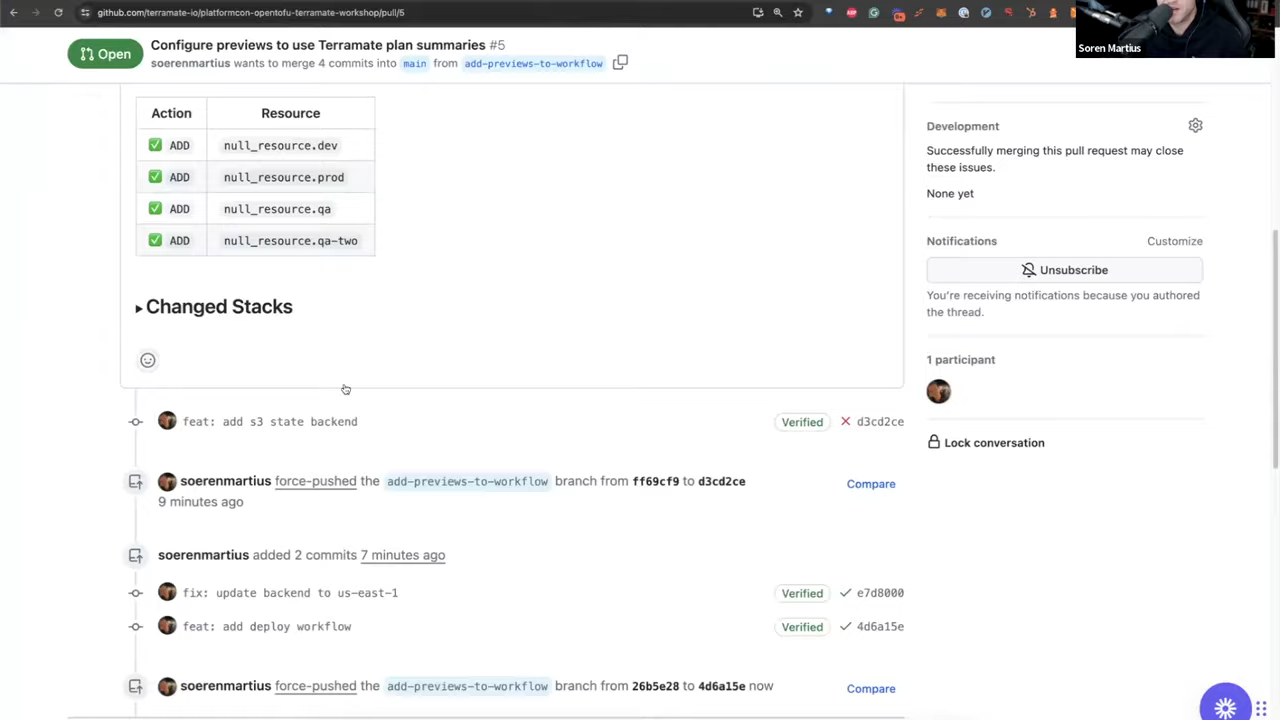 github.com/terramate-io/platformcon-opentofu-terramate-workshop/pull/5
Soren Martius
Open
Configure previews to use Terramate plan summaries #5
soerenmartius wants to merge 4 commits into main from add-previews-to-workflow
Action Resource
ADD null_resource.dev
ADD null_resource.prod
ADD null_resource.qa
ADD null_resource.qa-two
Changed Stacks
feat: add s3 state backend Verified d3cd2ce
soerenmartius force-pushed the add-previews-to-workflow branch from ff69cf9 to d3cd2ce Compare
9 minutes ago
soerenmartius added 2 commits 7 minutes ago
fix: update backend to us-east-1 Verified e7d8000
feat: add deploy workflow Verified 4d6a15e
soerenmartius force-pushed the add-previews-to-workflow branch from 26b5e28 to 4d6a15e now Compare
Development
Successfully merging this pull request may close
these issues.
None yet
Notifications Customize
Unsubscribe
You're receiving notifications because you authored
the thread.
1 participant
Lock conversation